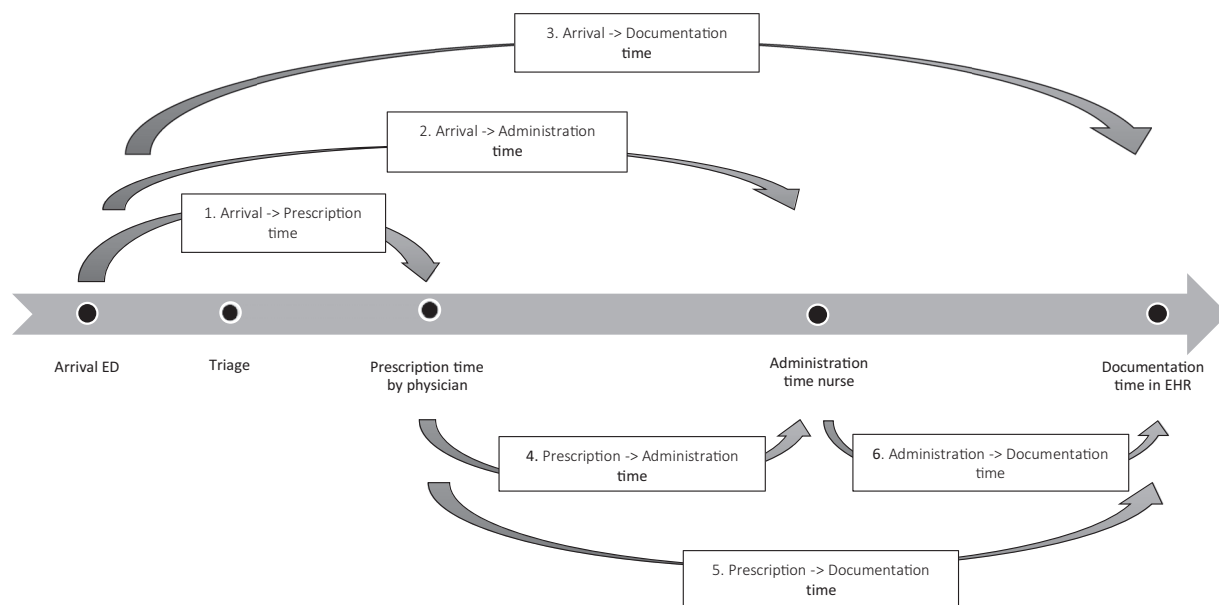 3. Arrival -> Documentation
time
2. Arrival -> Administration
time
1. Arrival -> Prescription
time
Arrival ED
Triage
Prescription time
by physician
Administration
time nurse
Documentation
time in EHR
4. Prescription -> Administration
time
6. Administration -> Documentation
time
5. Prescription -> Documentation
time